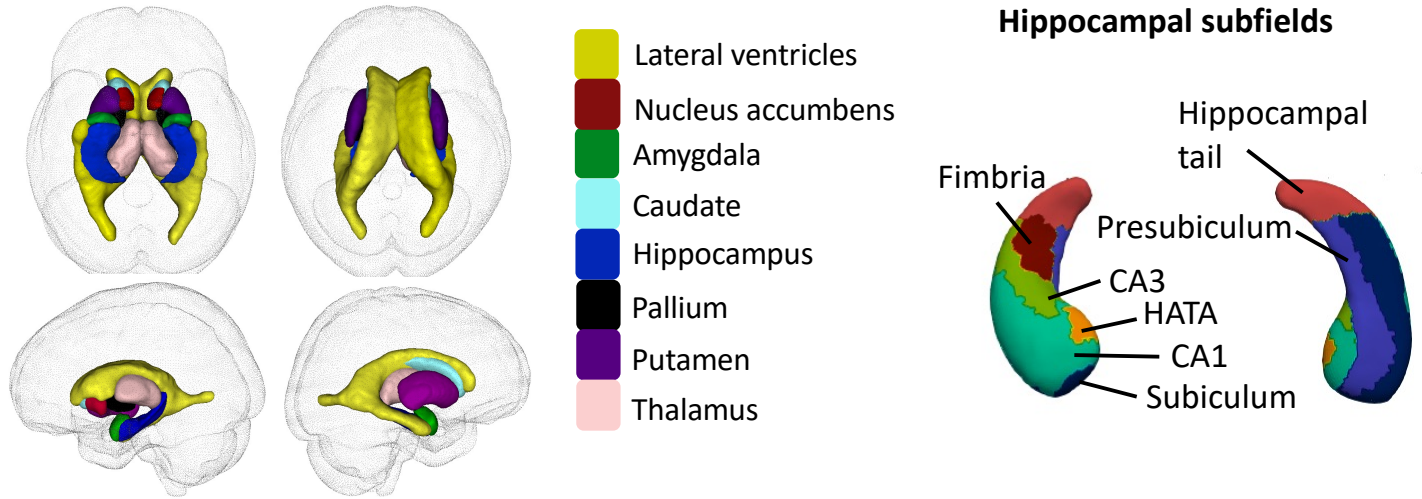 Lateral ventricles
Nucleus accumbens
Amygdala
Caudate
Hippocampus
Pallium
Putamen
Thalamus
Hippocampal subfields
Hippocampal
tail
Fimbria
Presubiculum
CA3
HATA
CA1
Subiculum